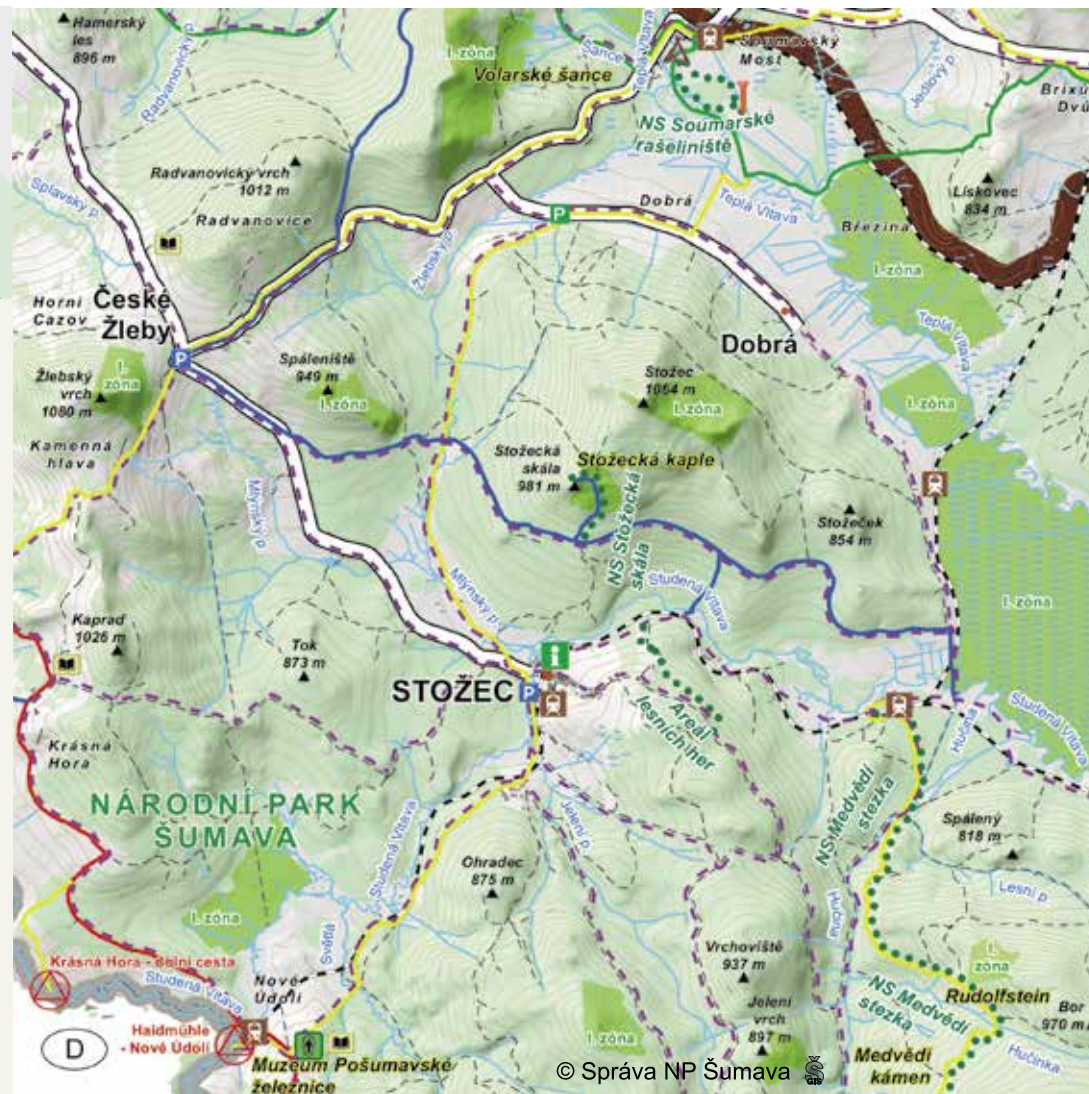 Hamerský
les
896 m
Radvanovický p.
I. zóna
Volarské šance
Šance
Teplá Vltava
Soumarský
Most
Jedlový p.
NS Soumarské
rašeliniště
Radvanovický vrch
1012 m
Radvanovice
Splavský p.
Žlebský p.
Dobrá
Teplá Vltava
Lískovec
834 m
Březina
I. zóna
Teplá Vltava
Horní
Cazov
České
Žleby
P
P
Žlebský
vrch
1080 m
I.
zóna
Spáleniště
949 m
I. zóna
Stožec
1064 m
I. zóna
Dobrá
I. zóna
Kamenná
hlava
Mlýnský p.
Stožecká
skála
981 m
Stožecká kaple
NS Stožecká
skála
Stožeček
854 m
I. zóna
Mlýnský p.
Studená Vltava
Kaprad
1026 m
Tok
873 m
STOŽEC
P
i
Areál
lesních her
Krásná
Hora
NÁRODNÍ PARK
ŠUMAVA
Hučina
Studená Vltava
NS Medvědí
stezka
Spálený
818 m
Jelení p.
Studená Vltava
Ohradec
875 m
Lesní p.
Hučina
I. zóna
Světlá
Krásná Hora - dolní cesta
Studená Vltava
Nové
Údolí
Vrchoviště
937 m
I.
zóna
Rudolfstein
NS Medvědí
stezka
Bor
970 m
D
Haidmühle
- Nové Údolí
Muzeum Pošumavské
železnice
I. zóna
Jelení
vrch
897 m
Medvědí
kámen
Hučinka
© Správa NP Šumava
GIS